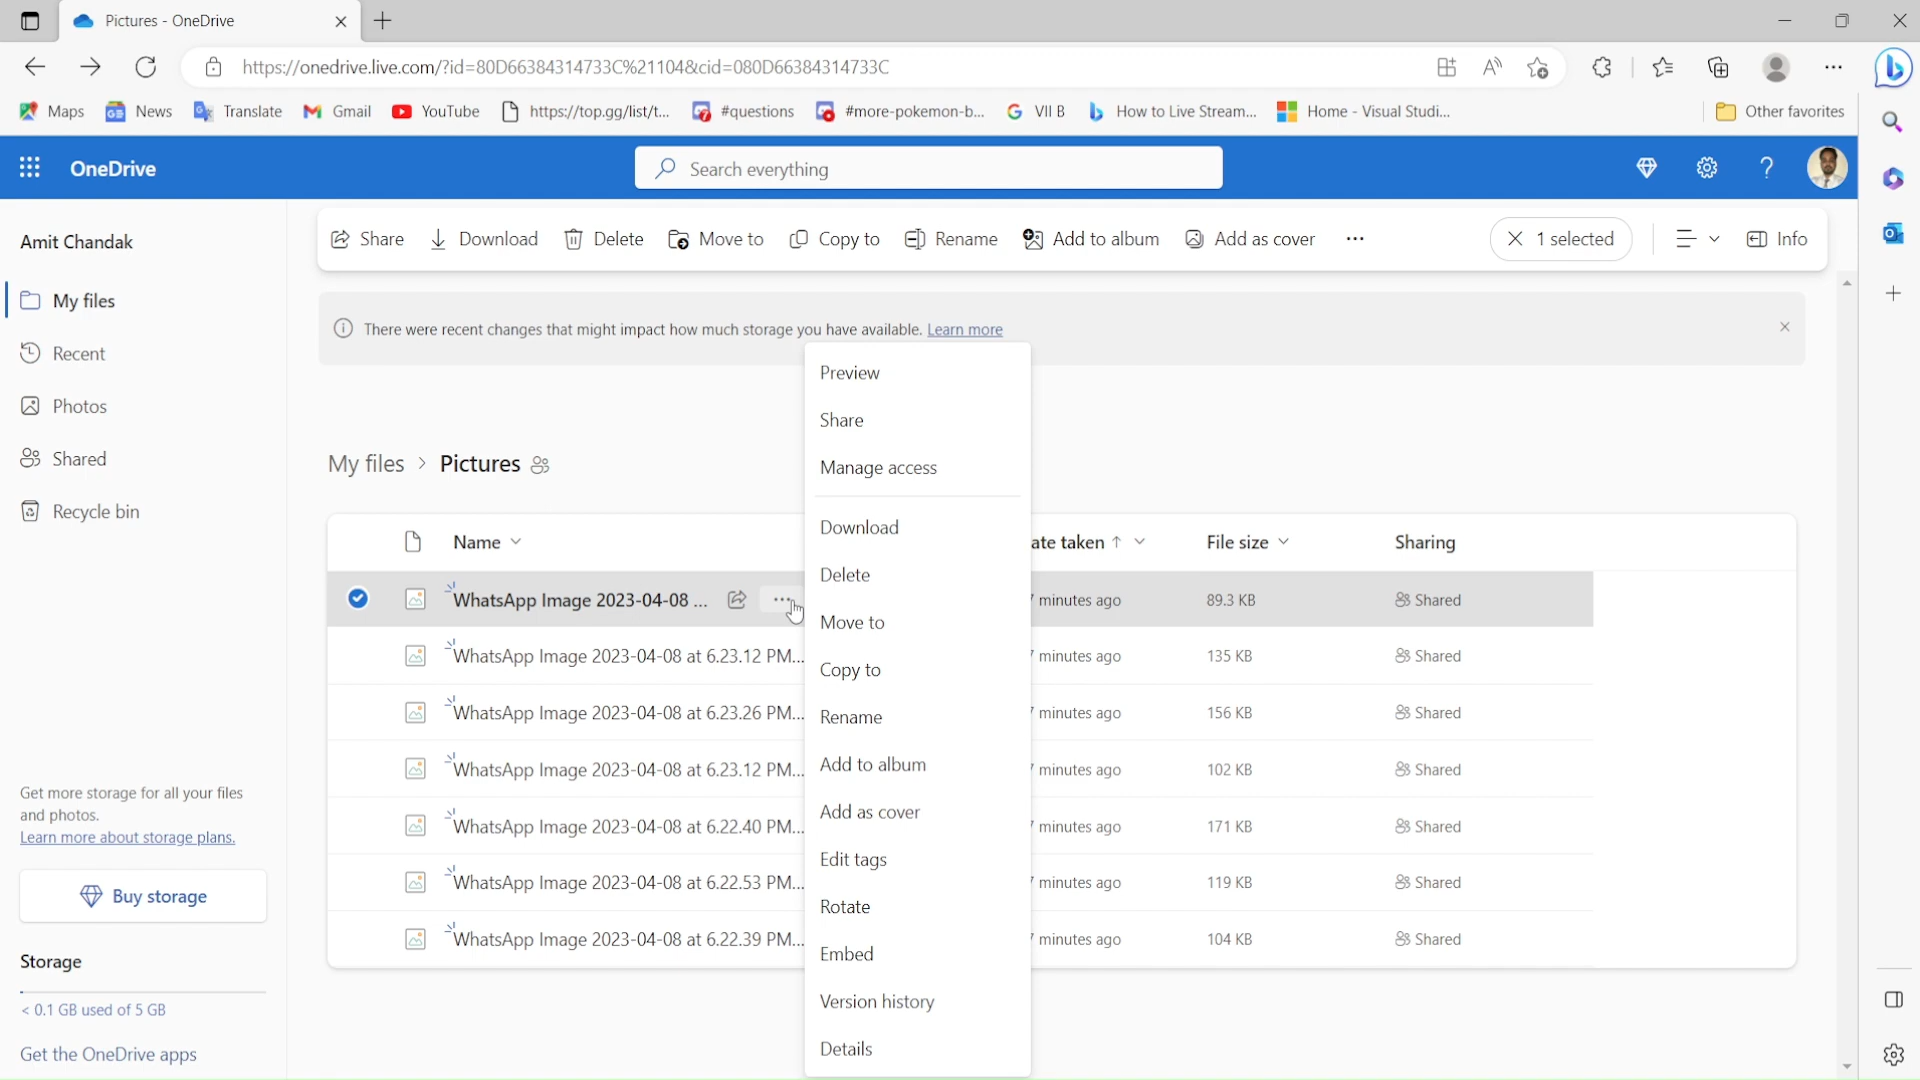 Pictures - OneDrive
https://onedrive.live.com/?id=80D66384314733C%21104&cid=080D66384314733C
Maps News Translate Gmail YouTube https://top.gg/list/t... #questions #more-pokemon-b... VII B How to Live Stream... Home - Visual Studi... Other favorites
OneDrive Search everything
Amit Chandak
My files
Recent
Photos
Shared
Recycle bin
Get more storage for all your files
and photos.
Learn more about storage plans.
Buy storage
Storage
< 0.1 GB used of 5 GB
Get the OneDrive apps
Share Download Delete Move to Copy to Rename Add to album Add as cover ... 1 selected Info
There were recent changes that might impact how much storage you have available. Learn more
My files > Pictures
Name ate taken File size Sharing
WhatsApp Image 2023-04-08 ... minutes ago 89.3 KB Shared
WhatsApp Image 2023-04-08 at 6.23.12 PM... minutes ago 135 KB Shared
WhatsApp Image 2023-04-08 at 6.23.26 PM... minutes ago 156 KB Shared
WhatsApp Image 2023-04-08 at 6.23.12 PM... minutes ago 102 KB Shared
WhatsApp Image 2023-04-08 at 6.22.40 PM... minutes ago 171 KB Shared
WhatsApp Image 2023-04-08 at 6.22.53 PM... minutes ago 119 KB Shared
WhatsApp Image 2023-04-08 at 6.22.39 PM... minutes ago 104 KB Shared
Preview
Share
Manage access
Download
Delete
Move to
Copy to
Rename
Add to album
Add as cover
Edit tags
Rotate
Embed
Version history
Details